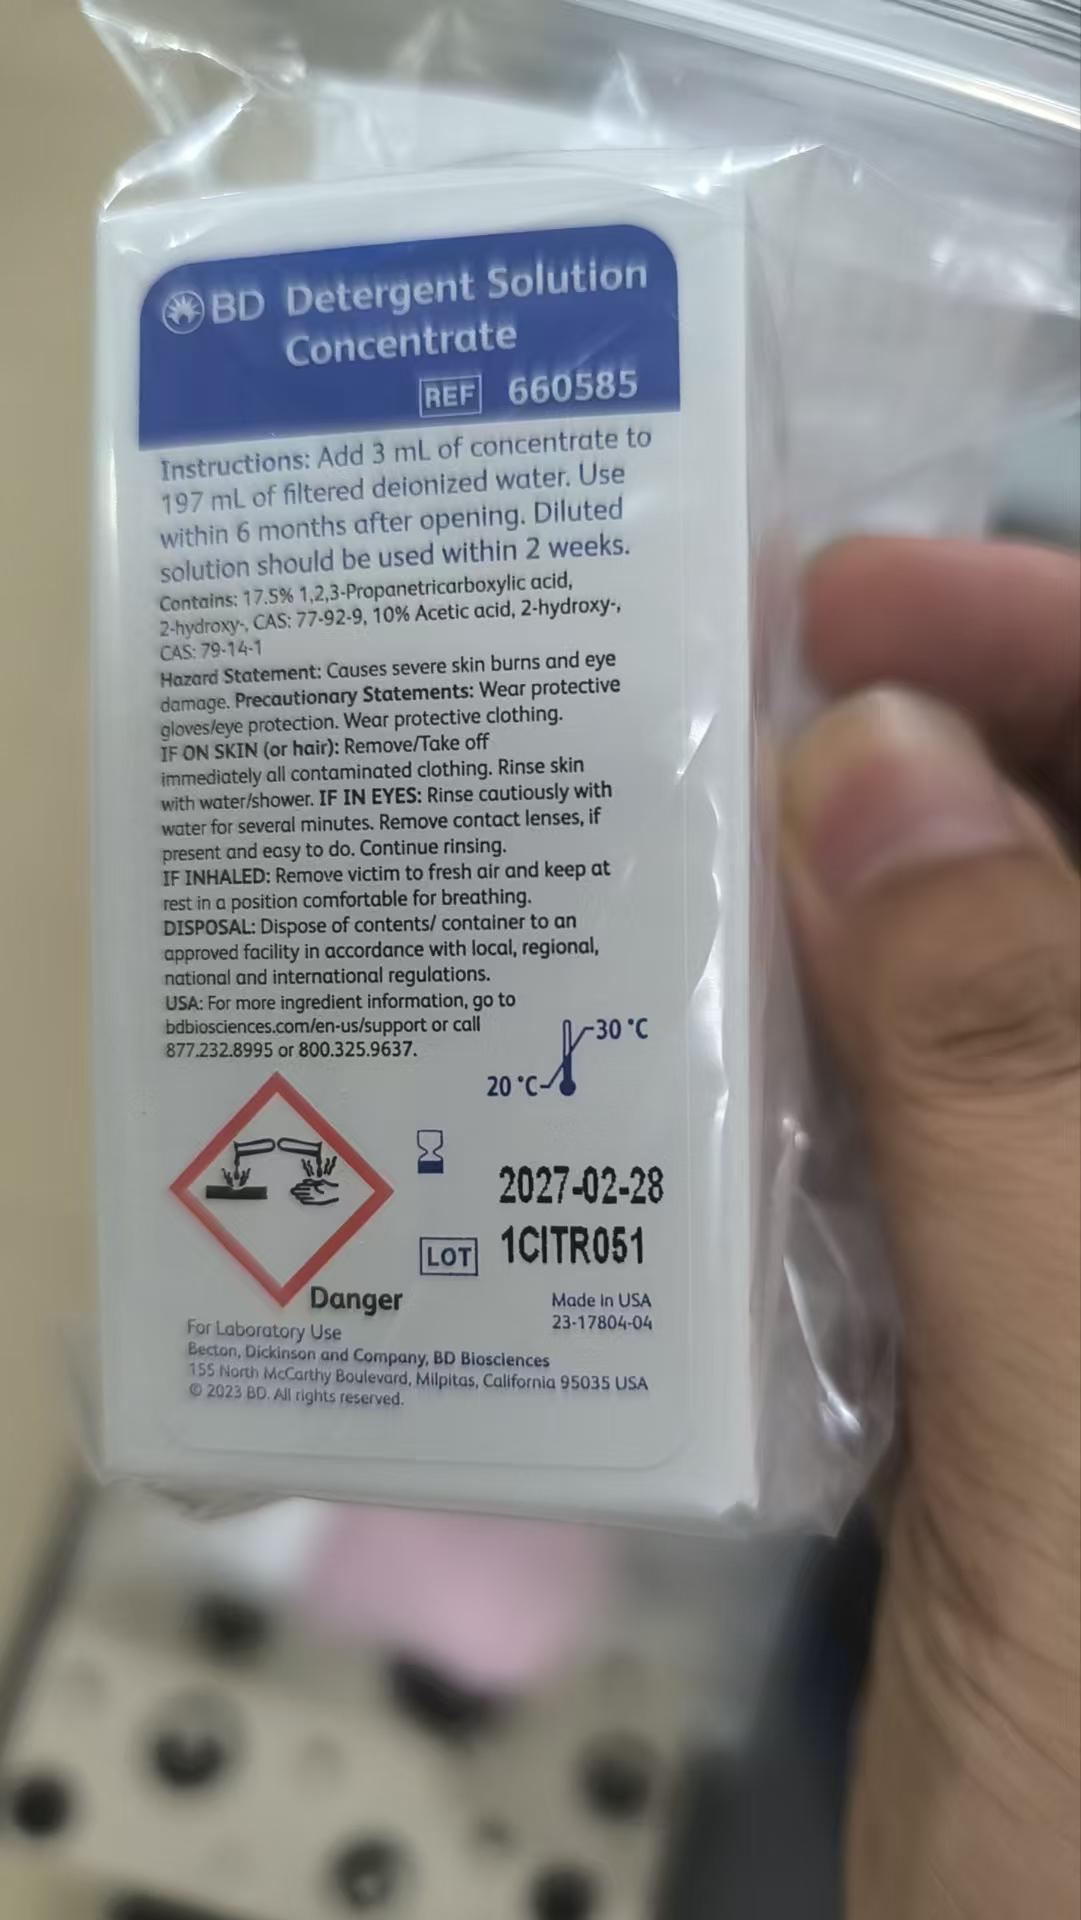 BD Detergent Solution
Concentrate
REF 660585
Instructions: Add 3 mL of concentrate to
197 mL of filtered deionized water. Use
within 6 months after opening. Diluted
solution should be used within 2 weeks.
Contains: 17.5% 1,2,3-Propanetricarboxylic acid,
2-hydroxy-, CAS: 77-92-9, 10% Acetic acid, 2-hydroxy-,
CAS: 79-14-1
Hazard Statement: Causes severe skin burns and eye
damage. Precautionary Statements: Wear protective
gloves/eye protection. Wear protective clothing.
IF ON SKIN (or hair): Remove/Take off
immediately all contaminated clothing. Rinse skin
with water/shower. IF IN EYES: Rinse cautiously with
water for several minutes. Remove contact lenses, if
present and easy to do. Continue rinsing.
IF INHALED: Remove victim to fresh air and keep at
rest in a position comfortable for breathing.
DISPOSAL: Dispose of contents/ container to an
approved facility in accordance with local, regional,
national and international regulations.
USA: For more ingredient information, go to
bdbiosciences.com/en-us/support or call
877.232.8995 or 800.325.9637.
30 °C
20 °C
2027-02-28
LOT 1CITR051
Danger
Made in USA
23-17804-04
For Laboratory Use
Becton, Dickinson and Company, BD Biosciences
155 North McCarthy Boulevard, Milpitas, California 95035 USA
© 2023 BD. All rights reserved.